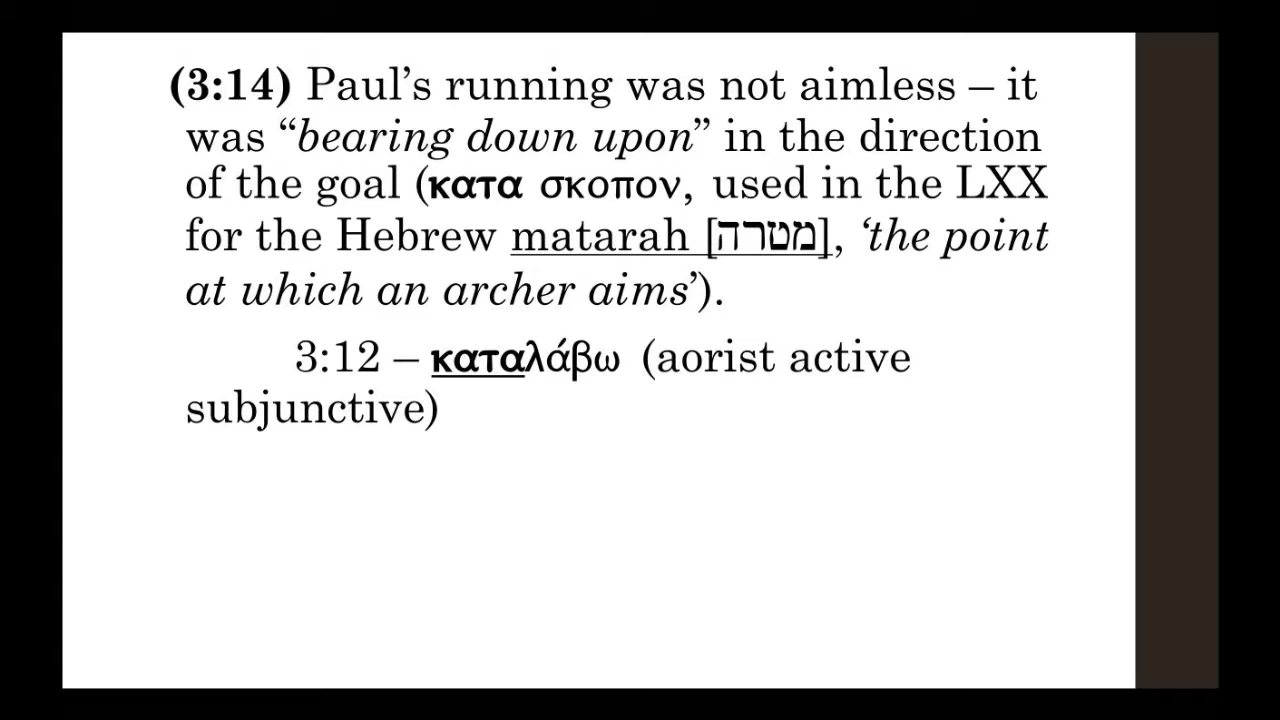 (3:14) Paul’s running was not aimless – it
was “bearing down upon” in the direction
of the goal (κατα σκοπον, used in the LXX
for the Hebrew matarah [מטרה], ‘the point
at which an archer aims’).
3:12 – καταλάβω (aorist active
subjunctive)